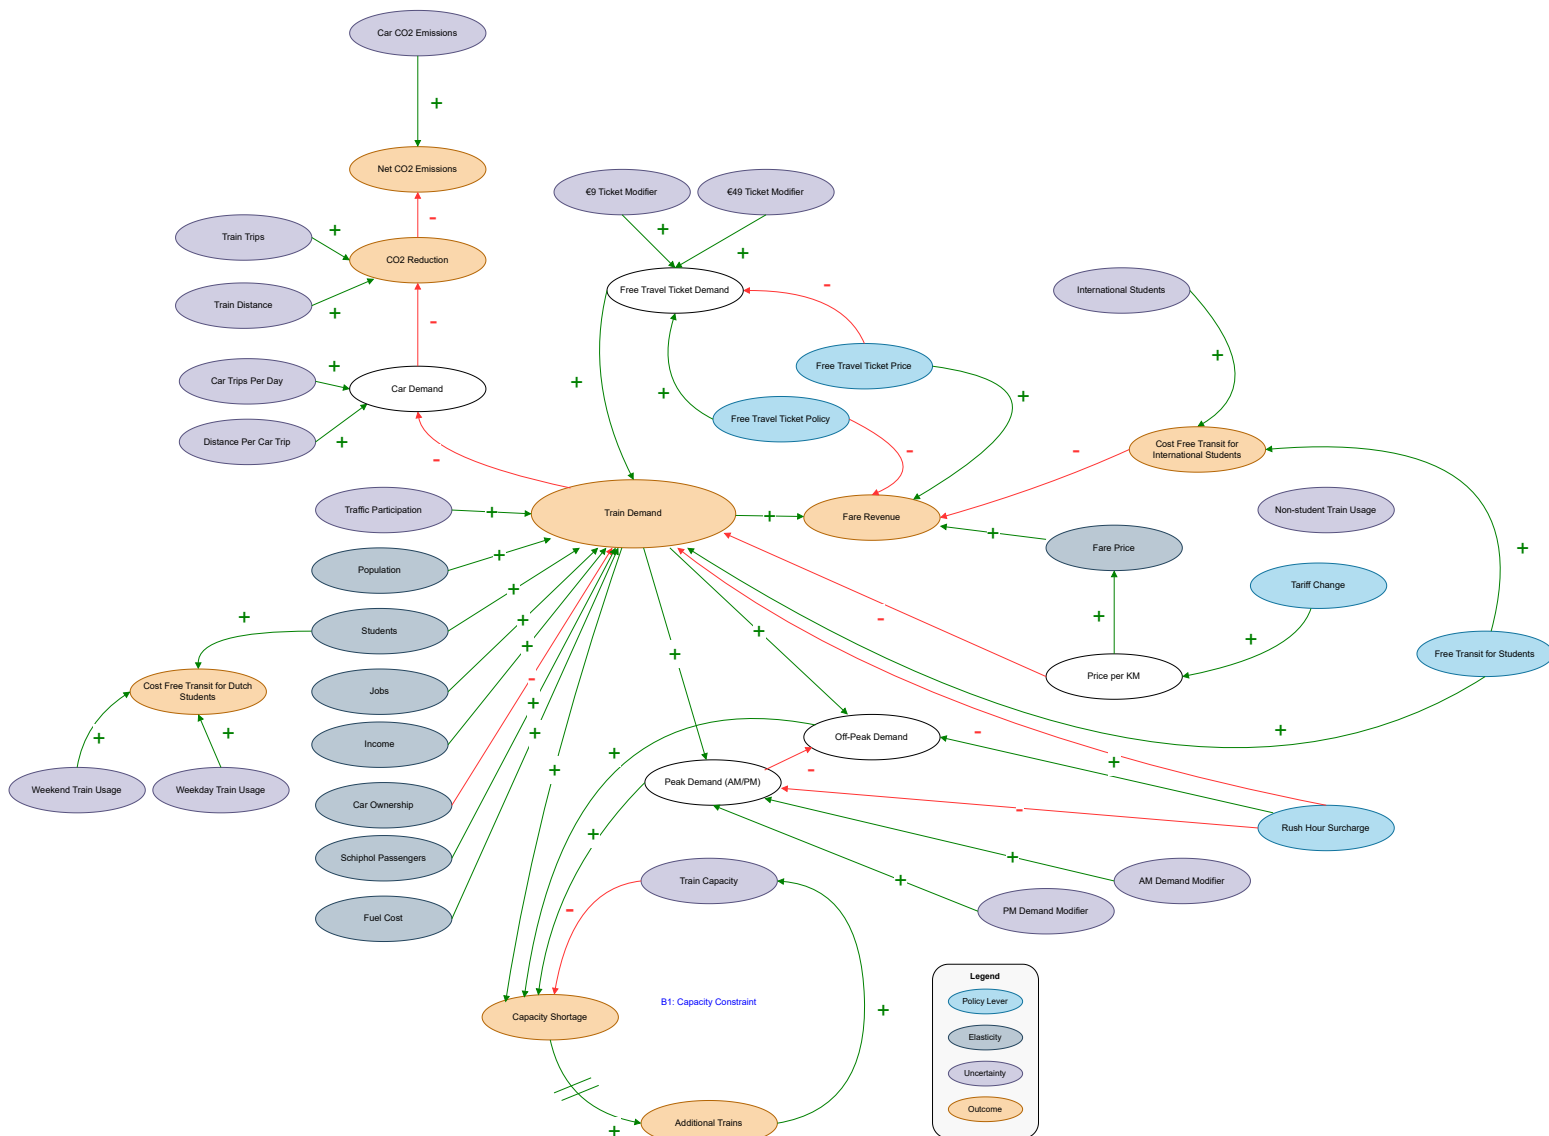 Car CO2 Emissions
+
Net CO2 Emissions
-
€9 Ticket Modifier
€49 Ticket Modifier
+
+
Train Trips
+
CO2 Reduction
Train Distance
+
-
Free Travel Ticket Demand
-
International Students
+
Car Trips Per Day
+
Car Demand
Distance Per Car Trip
+
-
+
Free Travel Ticket Price
+
+
Free Travel Ticket Policy
-
Cost Free Transit for
International Students
-
Traffic Participation
+
Train Demand
+
Fare Revenue
Non-student Train Usage
+
Fare Price
+
Population
+
Tariff Change
Students
+
+
+
-
+
+
Free Transit for Students
Cost Free Transit for Dutch
Students
Jobs
+
+
-
+
+
Price per KM
Income
+
+
Weekend Train Usage
+
Weekday Train Usage
+
Off-Peak Demand
-
+
+
Peak Demand (AM/PM)
-
+
+
Car Ownership
-
Rush Hour Surcharge
Schiphol Passengers
+
+
AM Demand Modifier
Fuel Cost
Train Capacity
+
PM Demand Modifier
-
B1: Capacity Constraint
Capacity Shortage
+
+
Additional Trains
Legend
Policy Lever
Elasticity
Uncertainty
Outcome